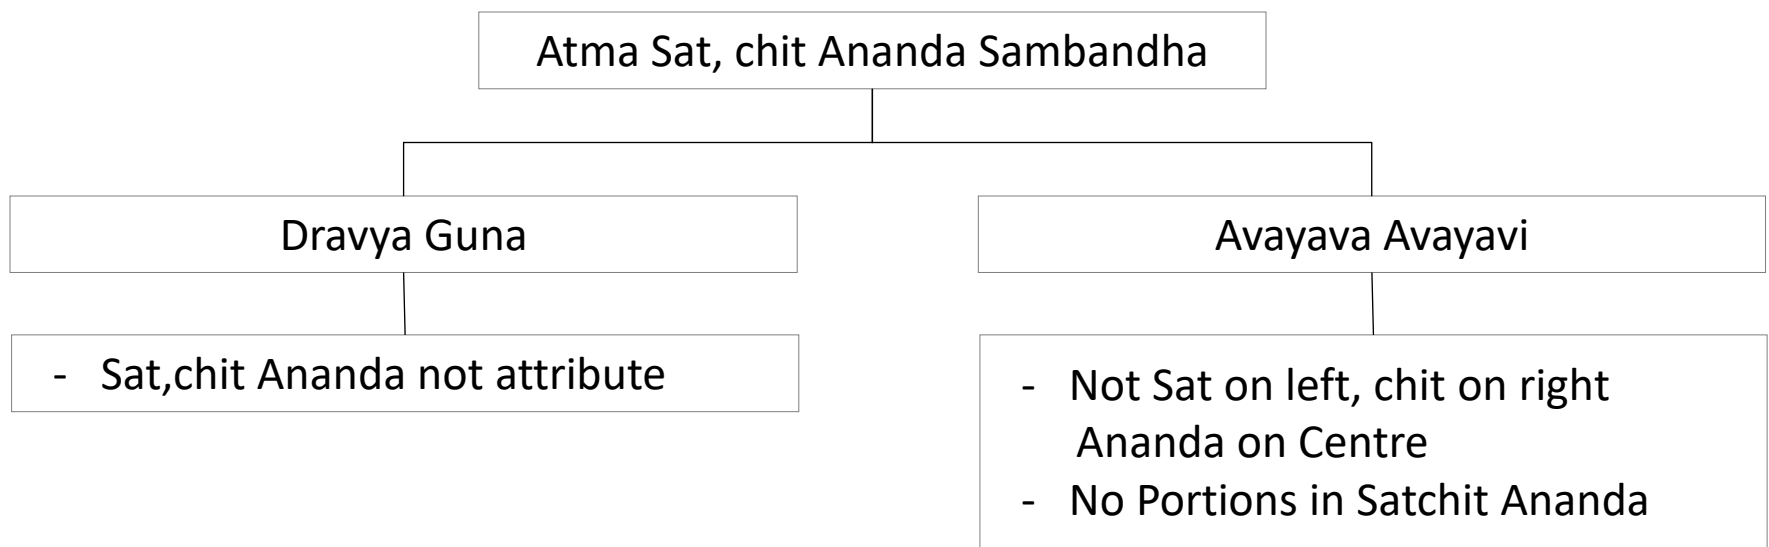 Atma Sat, chit Ananda Sambandha
Dravya Guna
Avayava Avayavi
- Sat,chit Ananda not attribute
- Not Sat on left, chit on right
Ananda on Centre
- No Portions in Satchit Ananda